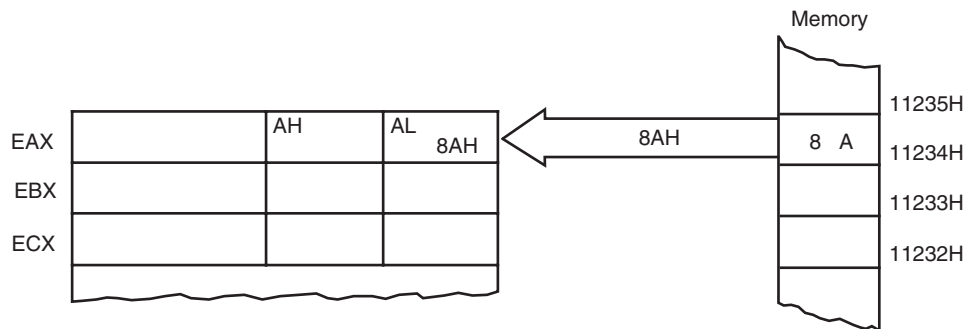 Memory
11235H
AH
AL
EAX
8AH
8AH
8 A
11234H
EBX
11233H
ECX
11232H